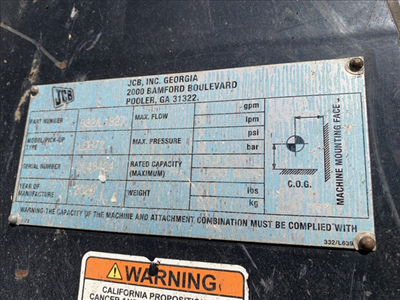 JCB
JCB, INC. GEORGIA
2000 BAMFORD BOULEVARD
POOLER, GA 31322.
PART NUMBER
MAX. FLOW
gpm
lpm
MODEL/PICK-UP
TYPE
MAX. PRESSURE
psi
bar
SERIAL NUMBER
RATED CAPACITY
(MAXIMUM)
YEAR OF
MANUFACTURE
WEIGHT
lbs
kg
C.O.G.
MACHINE MOUNTING FACE
WARNING-THE CAPACITY OF THE MACHINE AND ATTACHMENT COMBINATION MUST BE COMPLIED WITH
332/L639
WARNING
CALIFORNIA PROPOSITION
CANCER AND